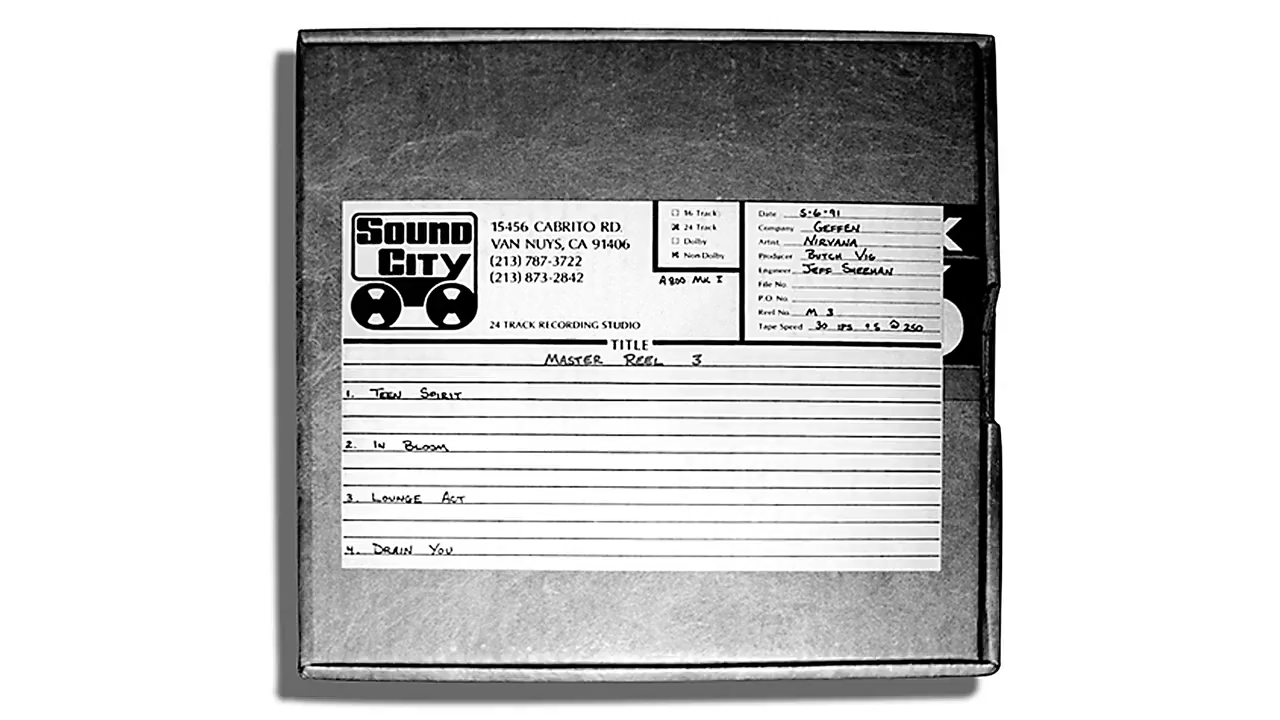 SOUND CITY
15456 CABRITO RD.
VAN NUYS, CA 91406
(213) 787-3722
(213) 873-2842
24 TRACK RECORDING STUDIO
☐ 16 Track
☒ 24 Track
☐ Dolby
☒ Non Dolby
A800 MK I
Date 5-6-91
Company GEFFEN
Artist NIRVANA
Producer BUTCH VIG
Engineer JEFF SHEEHAN
File No.
P.O. No.
Reel No. M 3
Tape Speed 30 IPS +5 @ 250
TITLE
MASTER REEL 3
1. TEEN SPIRIT
2. IN BLOOM
3. LOUNGE ACT
4. DRAIN YOU